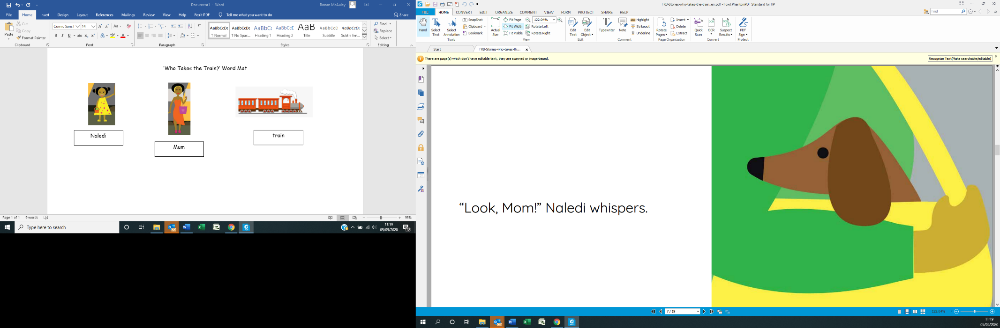 Document1 - Word
Ronan McAuley
File Home Insert Design Layout References Mailings Review View Help Foxit PDF Tell me what you want to do Share
Cut
Copy
Format Painter
Paste
Clipboard
Comic Sans 14
Font
Paragraph
AaBbCcDc AaBbCcDc AaBbCc AaBbCcD AaB AaBbCcD AaBbCcDc
¶ Normal ¶ No Spac... Heading 1 Heading 2 Title Subtitle Subtle Em...
Styles
Find
Replace
Select
Editing
'Who Takes the Train?' Word Mat
Naledi
Mum
train
Page 1 of 1 9 words 93%
Type here to search
11:19
05/05/2020
10
FKB-Stories-who-takes-the-train_en.pdf - Foxit PhantomPDF Standard for HP
FILE HOME CONVERT EDIT ORGANIZE COMMENT VIEW FORM PROTECT SHARE HELP
Find
Hand
Select Text
Select Annotation
SnapShot
Clipboard
Bookmark
Tools
Actual Size
Fit Page
Fit Width
Fit Visible
122.04%
Rotate Left
Rotate Right
View
Edit Text
Edit Object
Edit
Typewriter
Note
Highlight
Strikeout
Underline
Comment
Rotate Pages
Insert
Delete
Extract
Page Organization
Quick Scan
OCR
Suspect Results
Convert
PDF Sign
Protect
Start
FKB-Stories-who-takes-th...
There are page(s) which don't have editable text, they are scanned or image-based.
Recognize Text(Make searchable/editable)
“Look, Mom!” Naledi whispers.
7 / 19
122.04%
11:19
05/05/2020